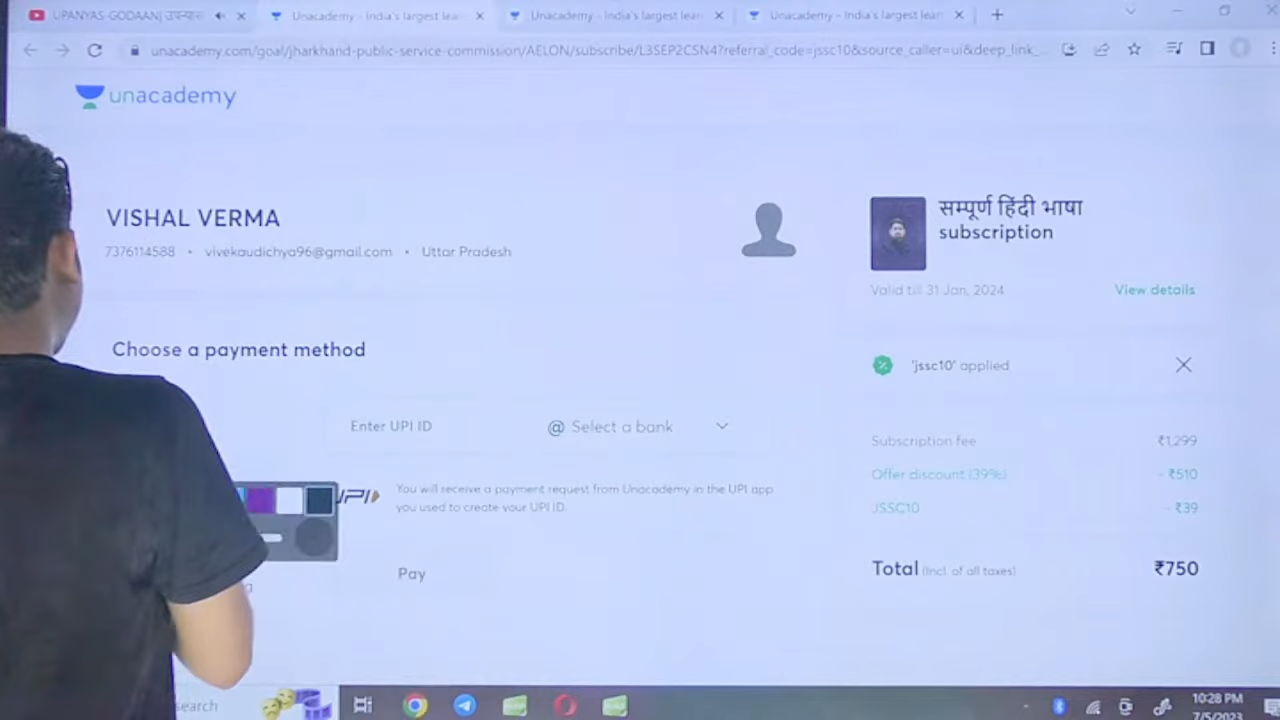 UPANYAS-GODAAN| उपन्यास
Unacademy - India's largest lear
Unacademy - India's largest lear
Unacademy - India's largest lear
unacademy.com/goal/jharkhand-public-service-commission/AELON/subscribe/L3SEP2CSN4?referral_code=jssc10&source_caller=ui&deep_link_...
unacademy
VISHAL VERMA
7376114588 • vivekaudichya96@gmail.com • Uttar Pradesh
सम्पूर्ण हिंदी भाषा
subscription
Valid till 31 Jan, 2024 View details
Choose a payment method
'jssc10' applied
Enter UPI ID @ Select a bank
Subscription fee ₹1,299
Offer discount (39%) - ₹510
JSSC10 - ₹39
UPI
You will receive a payment request from Unacademy in the UPI app
you used to create your UPI ID.
Pay
Total (Incl. of all taxes) ₹750
search
10:28 PM
7/5/2023